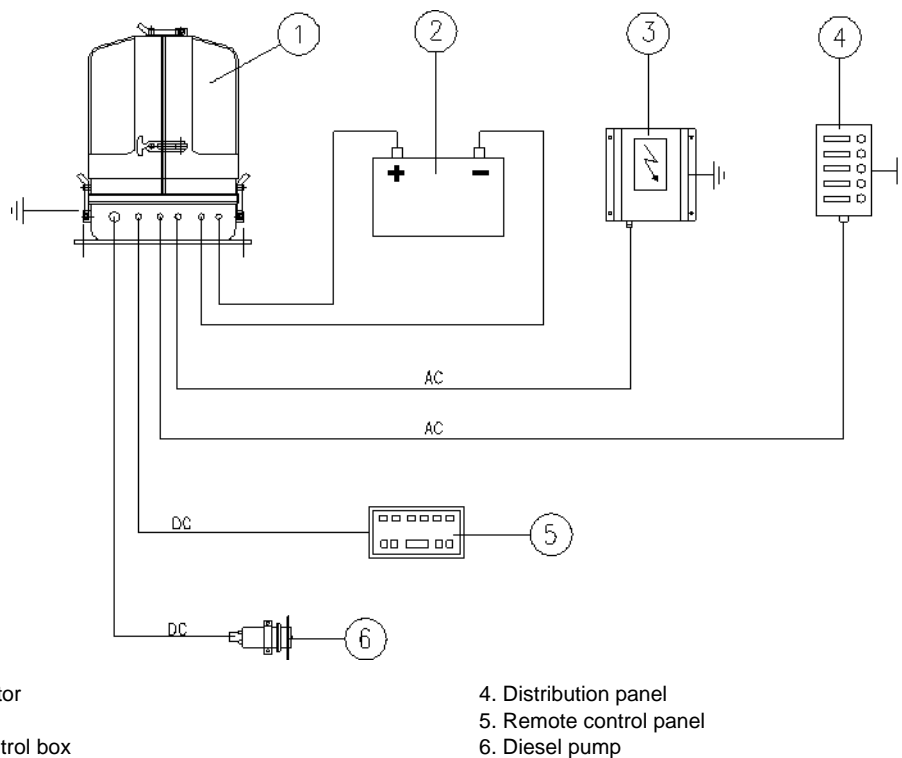 1
2
3
4
+
-
AC
AC
DC
5
DC
6
tor
trol box
4. Distribution panel
5. Remote control panel
6. Diesel pump